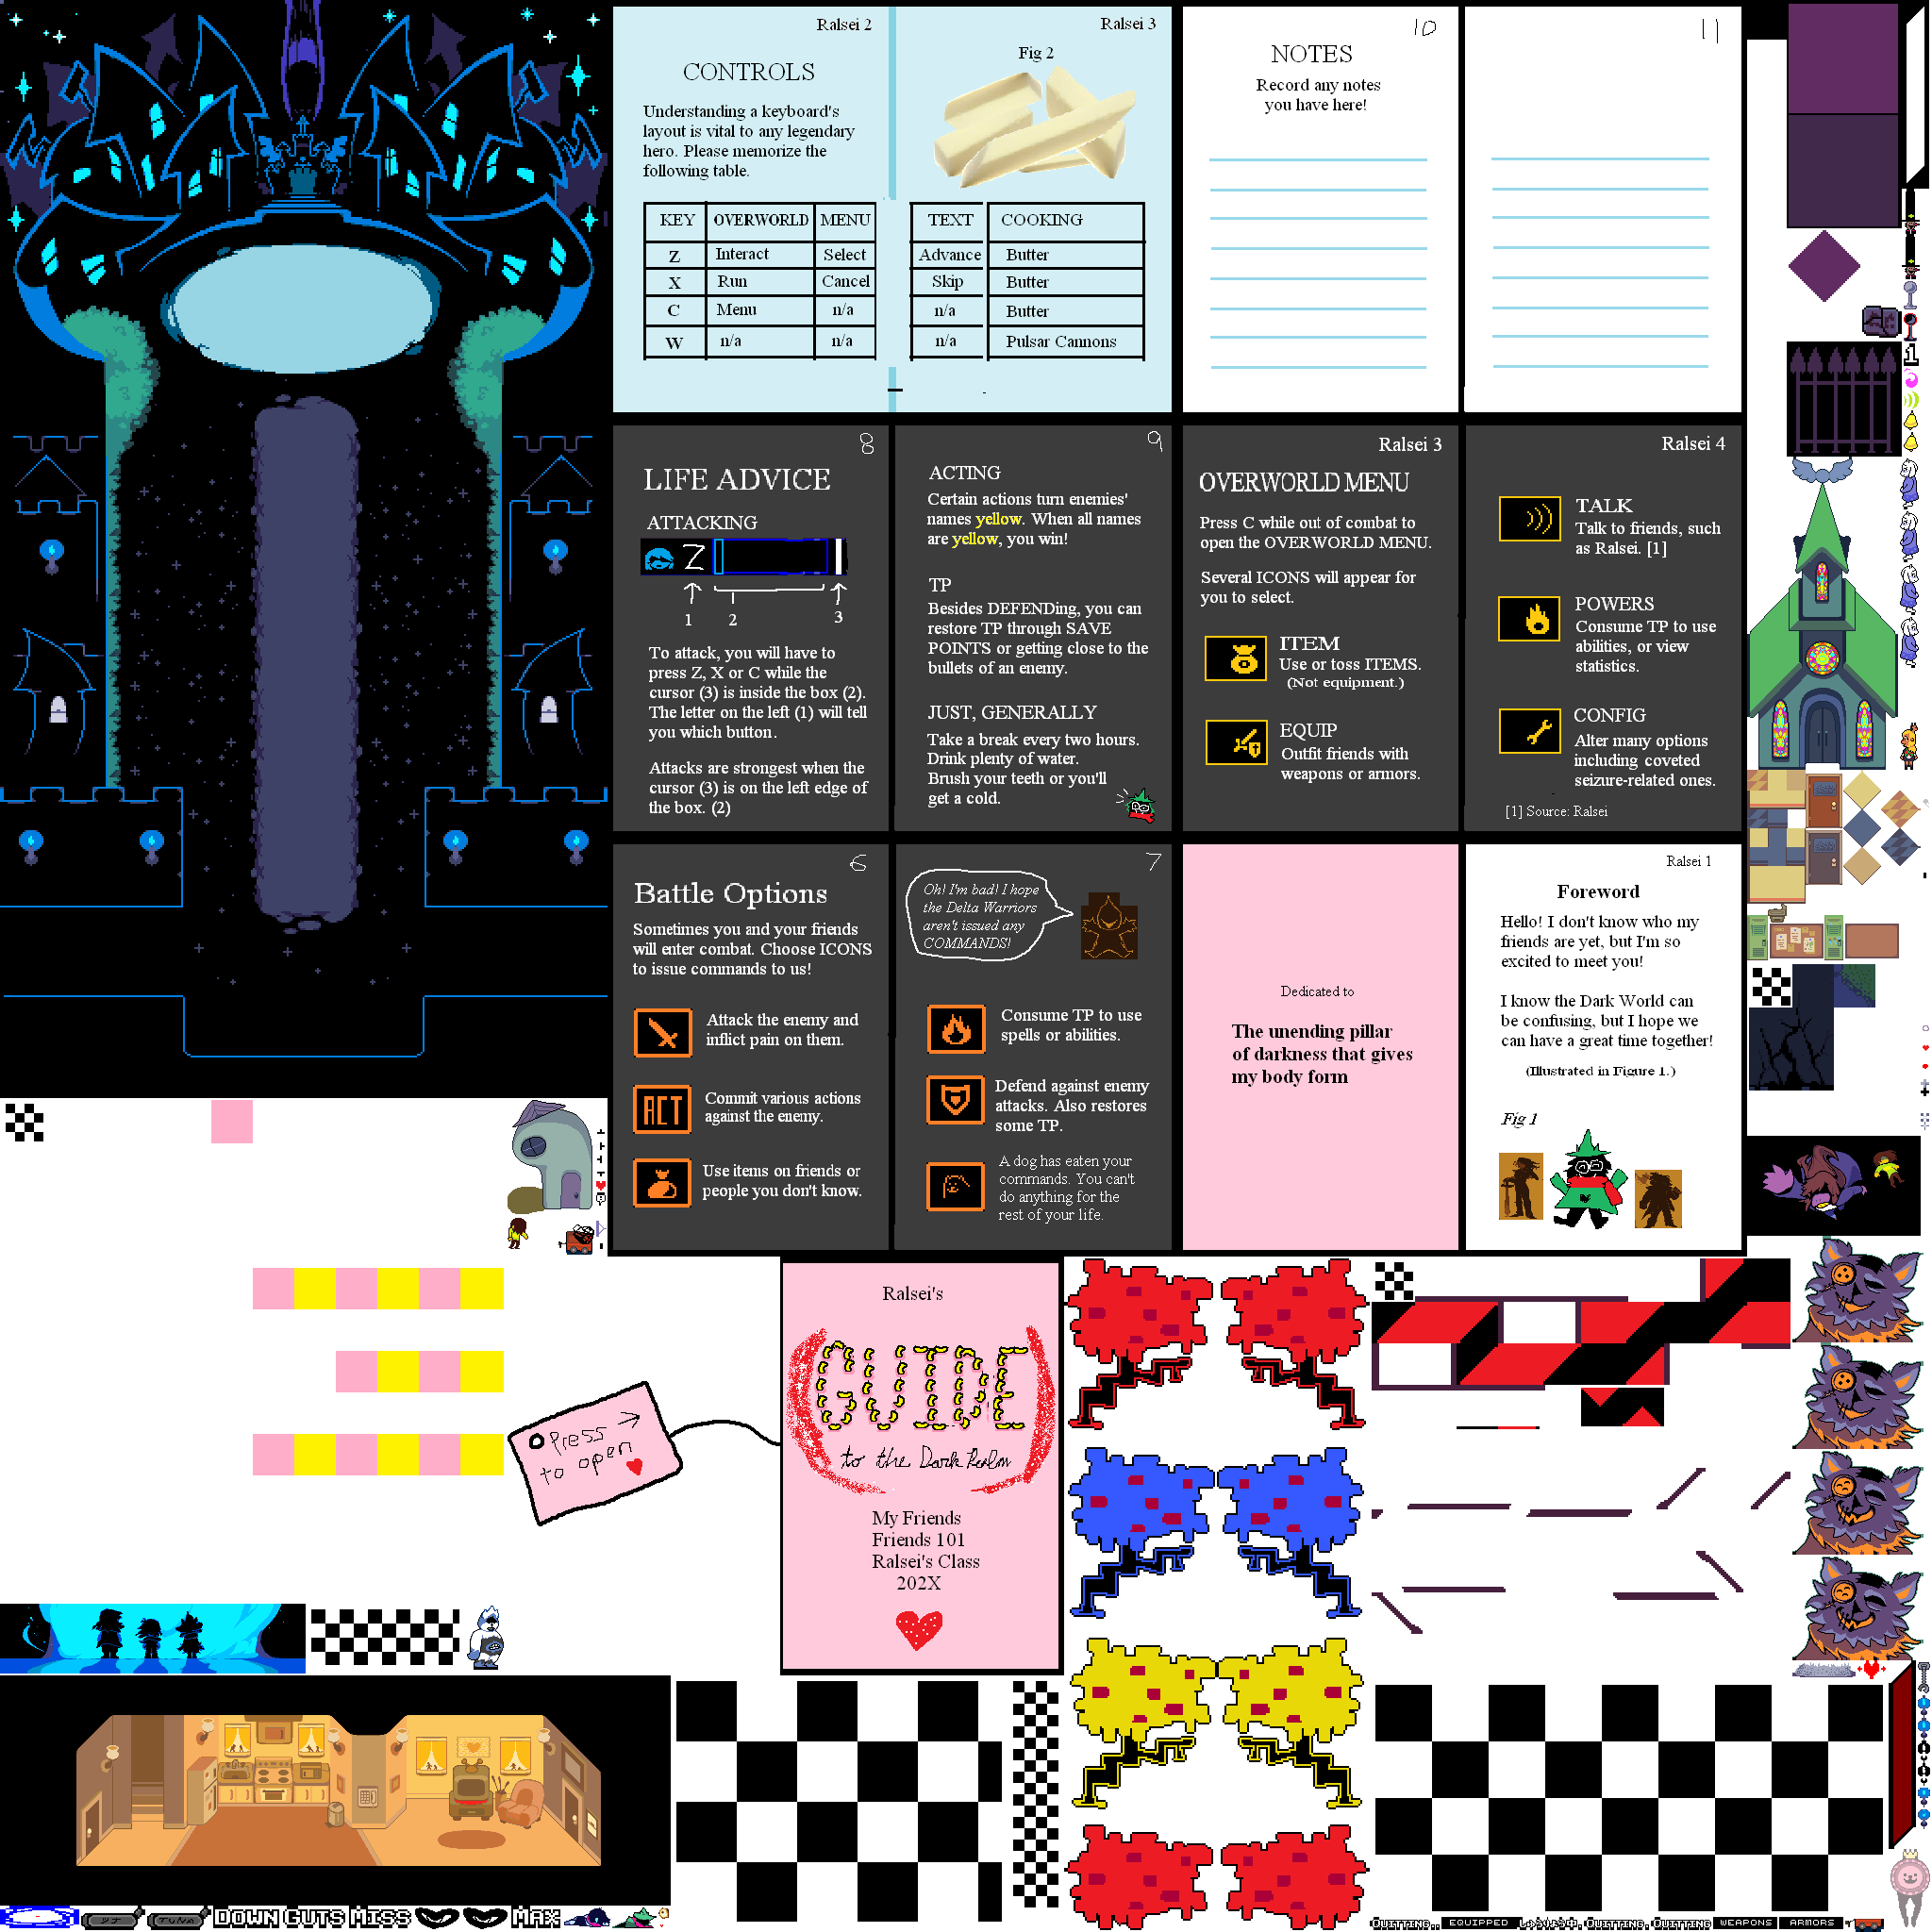 Ralsei 2
CONTROLS
Understanding a keyboard's
layout is vital to any legendary
hero. Please memorize the
following table.
KEY OVERWORLD MENU
Z Interact Select
X Run Cancel
C Menu n/a
W n/a n/a
Ralsei 3
Fig 2
TEXT COOKING
Advance Butter
Skip Butter
n/a Butter
n/a Pulsar Cannons
10
NOTES
Record any notes
you have here!
11
8
LIFE ADVICE
ATTACKING
Z
1 2 3
To attack, you will have to
press Z, X or C while the
cursor (3) is inside the box (2).
The letter on the left (1) will tell
you which button.
Attacks are strongest when the
cursor (3) is on the left edge of
the box. (2)
9
ACTING
Certain actions turn enemies'
names yellow. When all names
are yellow, you win!
TP
Besides DEFENDing, you can
restore TP through SAVE
POINTS or getting close to the
bullets of an enemy.
JUST, GENERALLY
Take a break every two hours.
Drink plenty of water.
Brush your teeth or you'll
get a cold.
Ralsei 3
OVERWORLD MENU
Press C while out of combat to
open the OVERWORLD MENU.
Several ICONS will appear for
you to select.
ITEM
Use or toss ITEMS.
(Not equipment.)
EQUIP
Outfit friends with
weapons or armors.
Ralsei 4
TALK
Talk to friends, such
as Ralsei. [1]
POWERS
Consume TP to use
abilities, or view
statistics.
CONFIG
Alter many options
including coveted
seizure-related ones.
[1] Source: Ralsei
1
6
Battle Options
Sometimes you and your friends
will enter combat. Choose ICONS
to issue commands to us!
Attack the enemy and
inflict pain on them.
ACT
Commit various actions
against the enemy.
Use items on friends or
people you don't know.
7
Oh! I'm bad! I hope
the Delta Warriors
aren't issued any
COMMANDS!
Consume TP to use
spells or abilities.
Defend against enemy
attacks. Also restores
some TP.
A dog has eaten your
commands. You can't
do anything for the
rest of your life.
Dedicated to
The unending pillar
of darkness that gives
my body form
Ralsei 1
Foreword
Hello! I don't know who my
friends are yet, but I'm so
excited to meet you!
I know the Dark World can
be confusing, but I hope we
can have a great time together!
(Illustrated in Figure 1.)
Fig 1
Press
to open
Ralsei's
GUIDE
to the Dark Realm
My Friends
Friends 101
Ralsei's Class
202X
TUNA
DOWN GUTS MISS MAX
QUITTING.. EQUIPPED QUITTING. QUITTING WEAPONS ARMORS